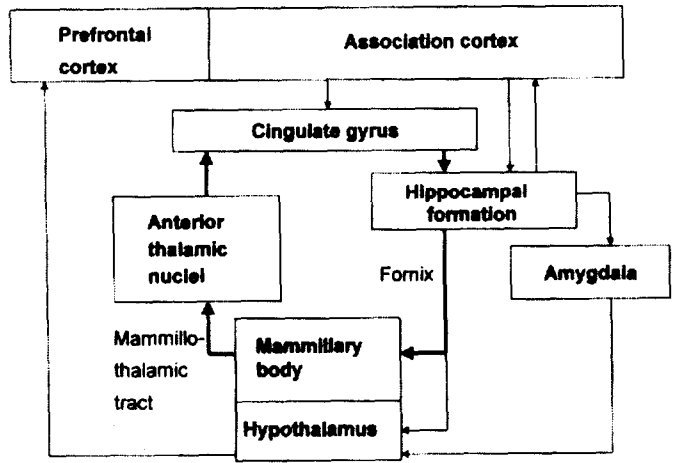 Prefrontal
cortex
Association cortex
Cingulate gyrus
Hippocampal
formation
Anterior
thalamic
nuclei
Fornix
Amygdala
Mammillo-
thalamic
tract
Mammillary
body
Hypothalamus